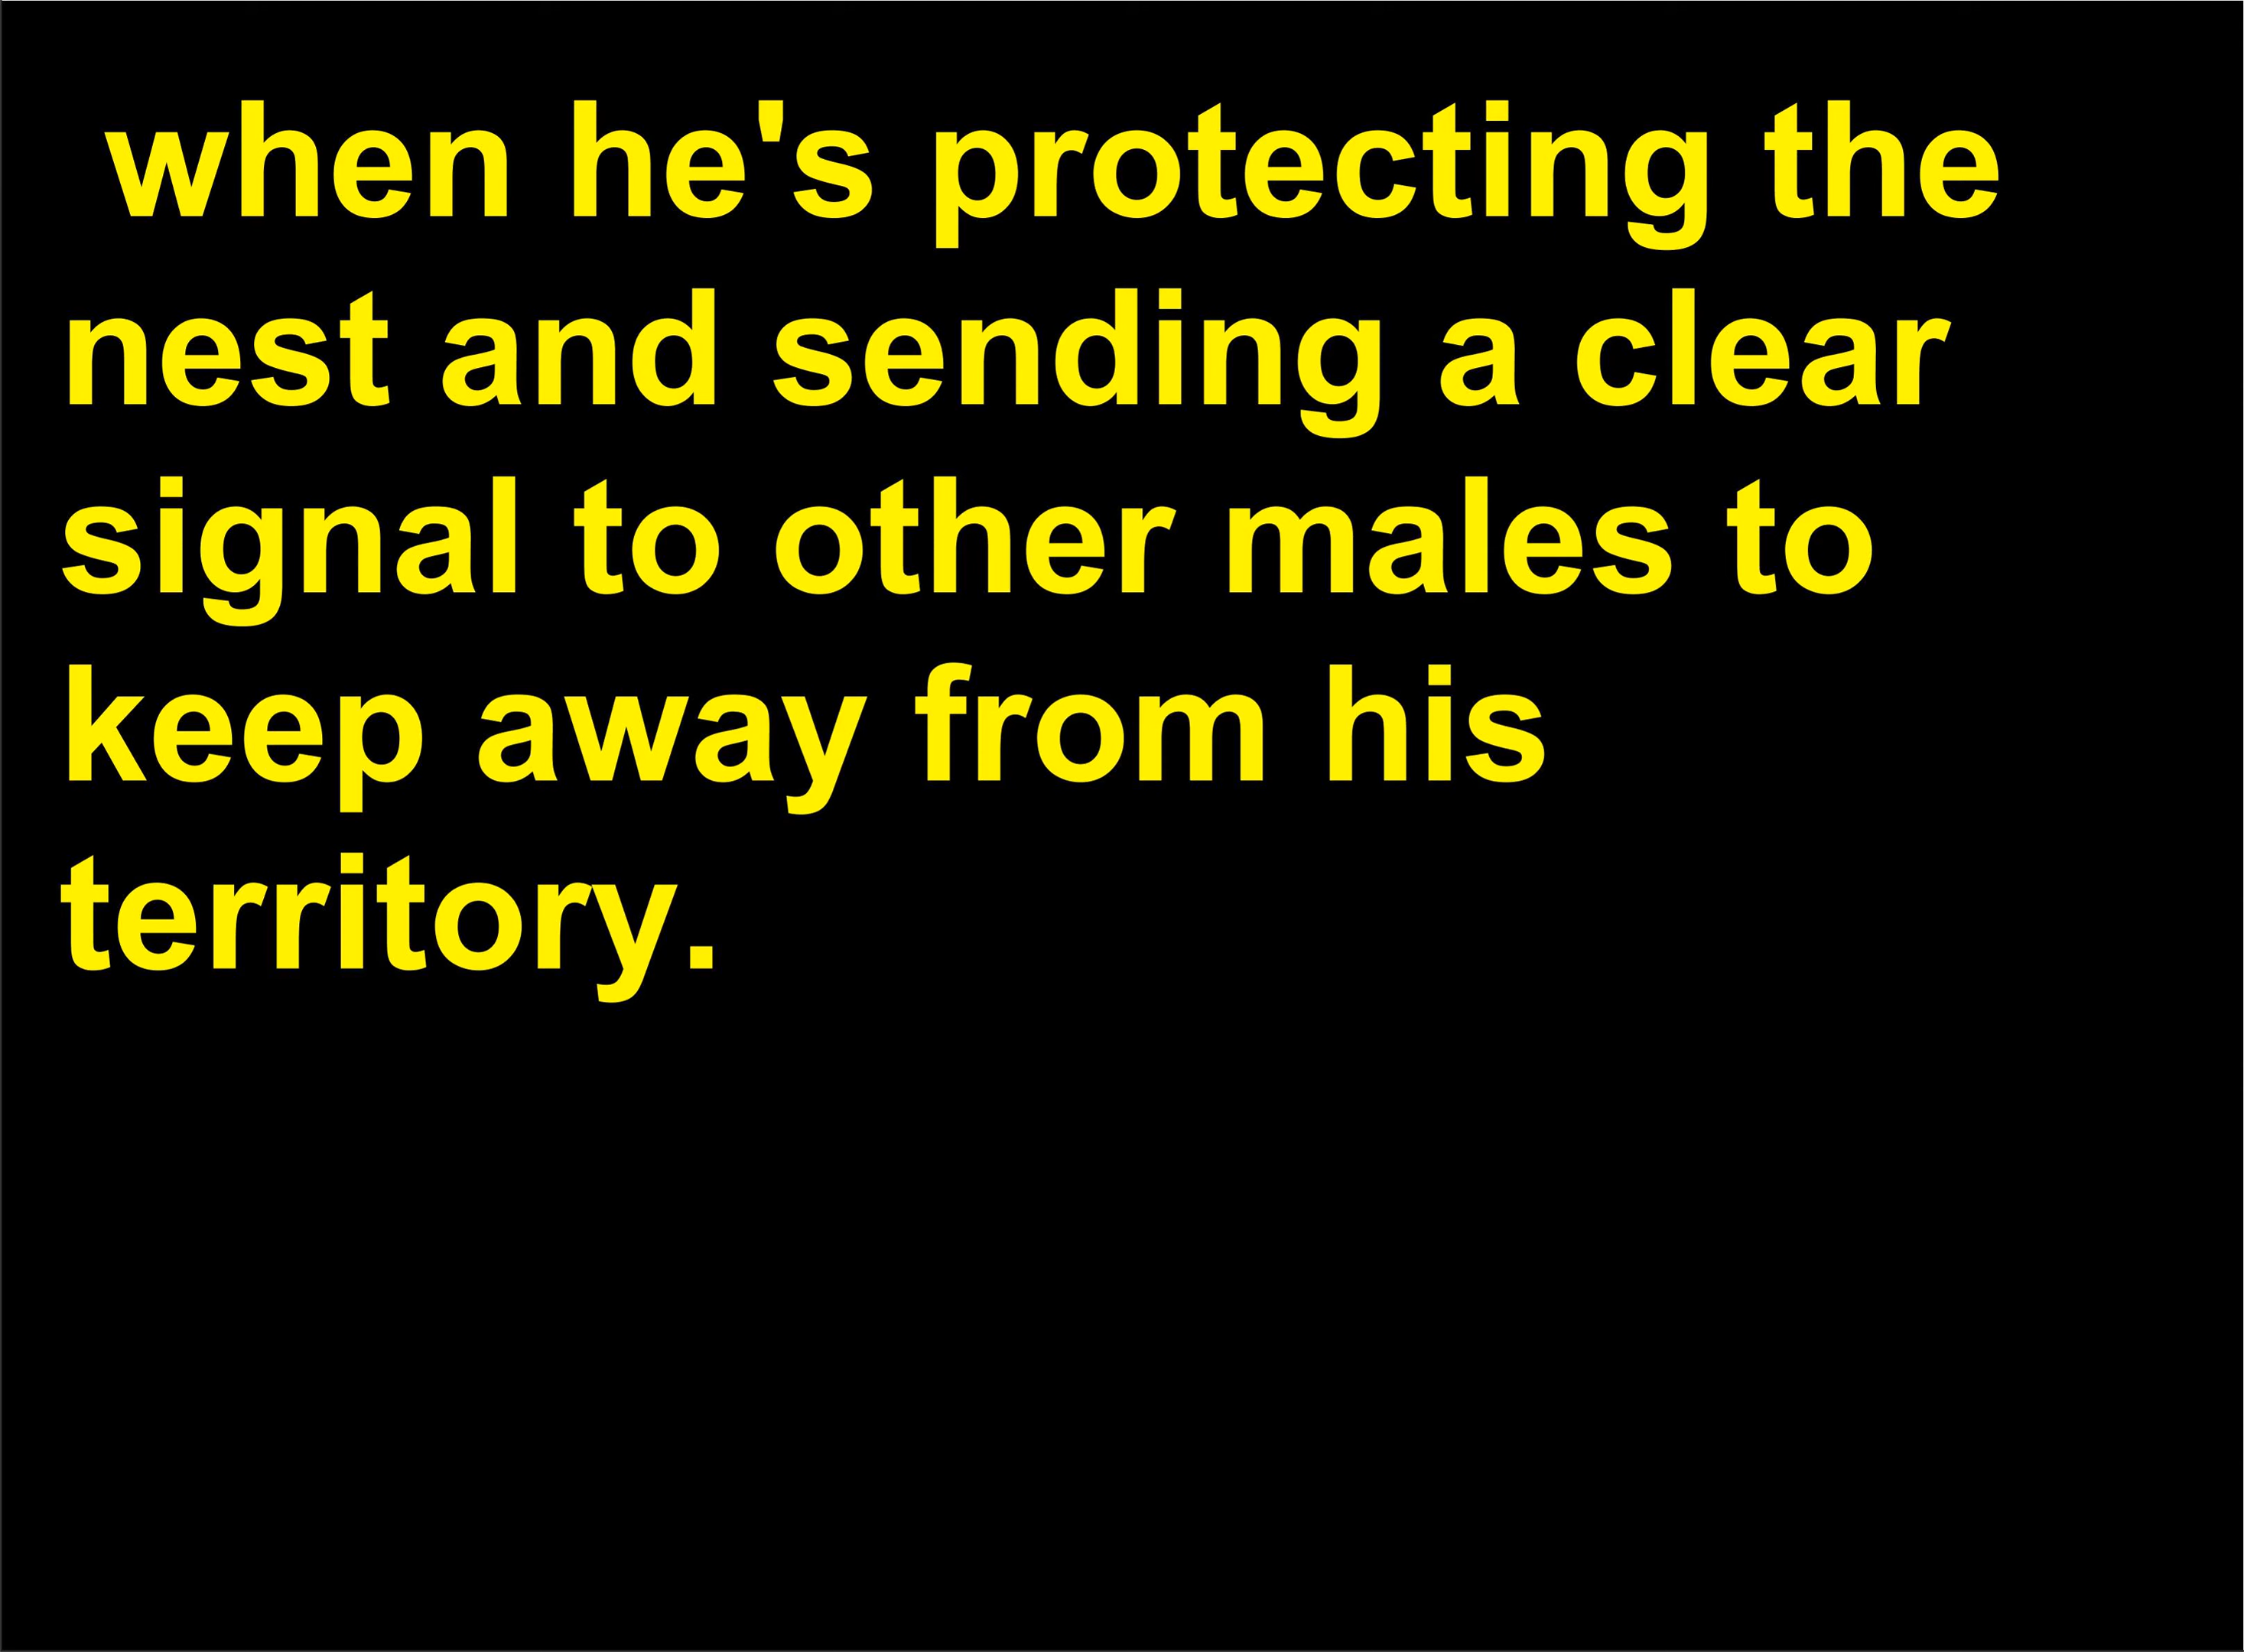 when he's protecting the
nest and sending a clear
signal to other males to
keep away from his
territory.